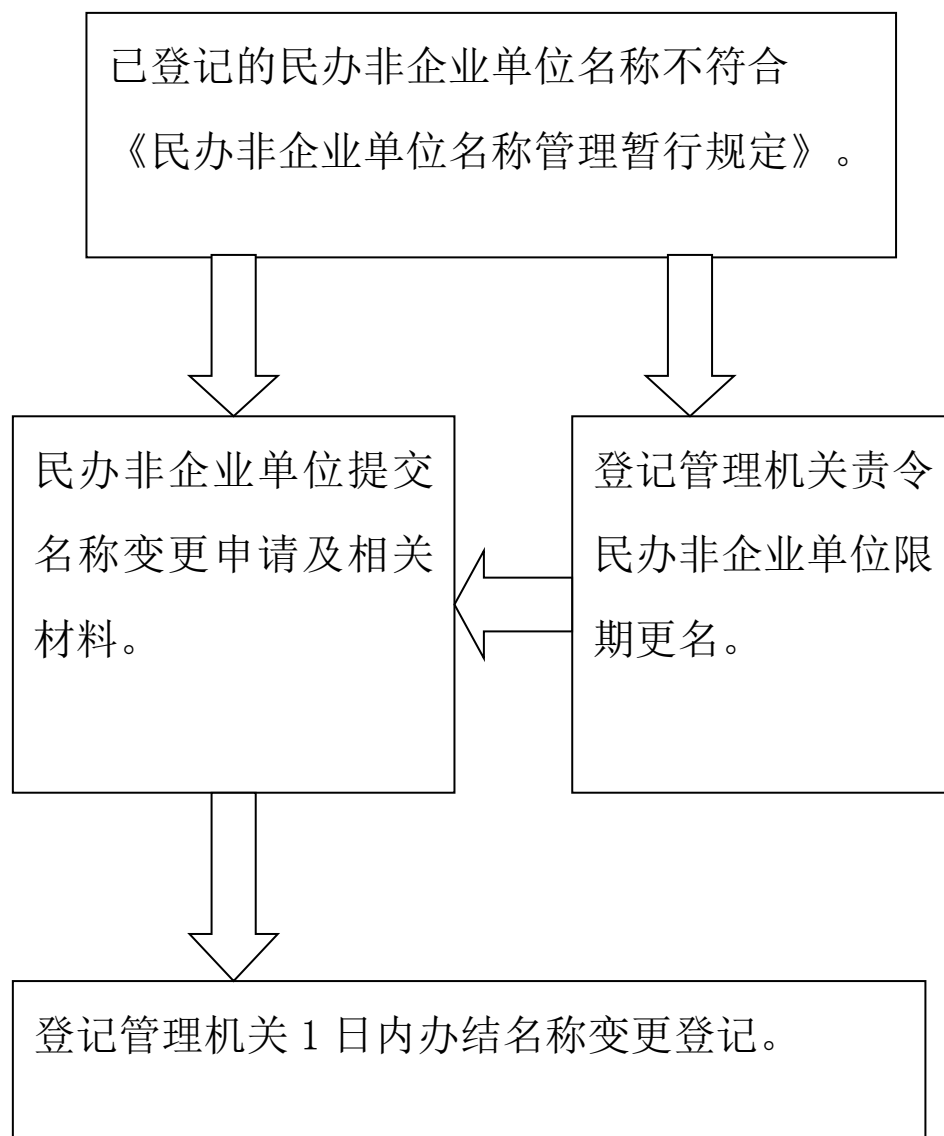 已登记的民办非企业单位名称不符合
《民办非企业单位名称管理暂行规定》。
民办非企业单位提交
名称变更申请及相关
材料。
登记管理机关责令
民办非企业单位限
期更名。
登记管理机关 1 日内办结名称变更登记。